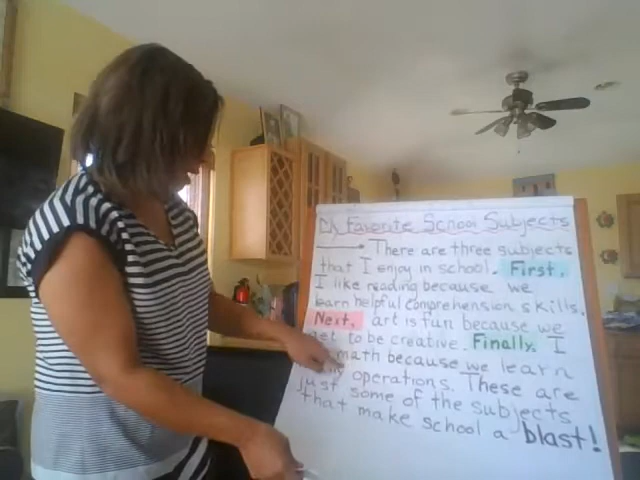 My Favorite School Subjects
There are three subjects
that I enjoy in school. First,
I like reading because we
learn helpful comprehension skills.
Next, art is fun because we
get to be creative. Finally, I
math because we learn
operations. These are
just some of the subjects
that make school a blast!